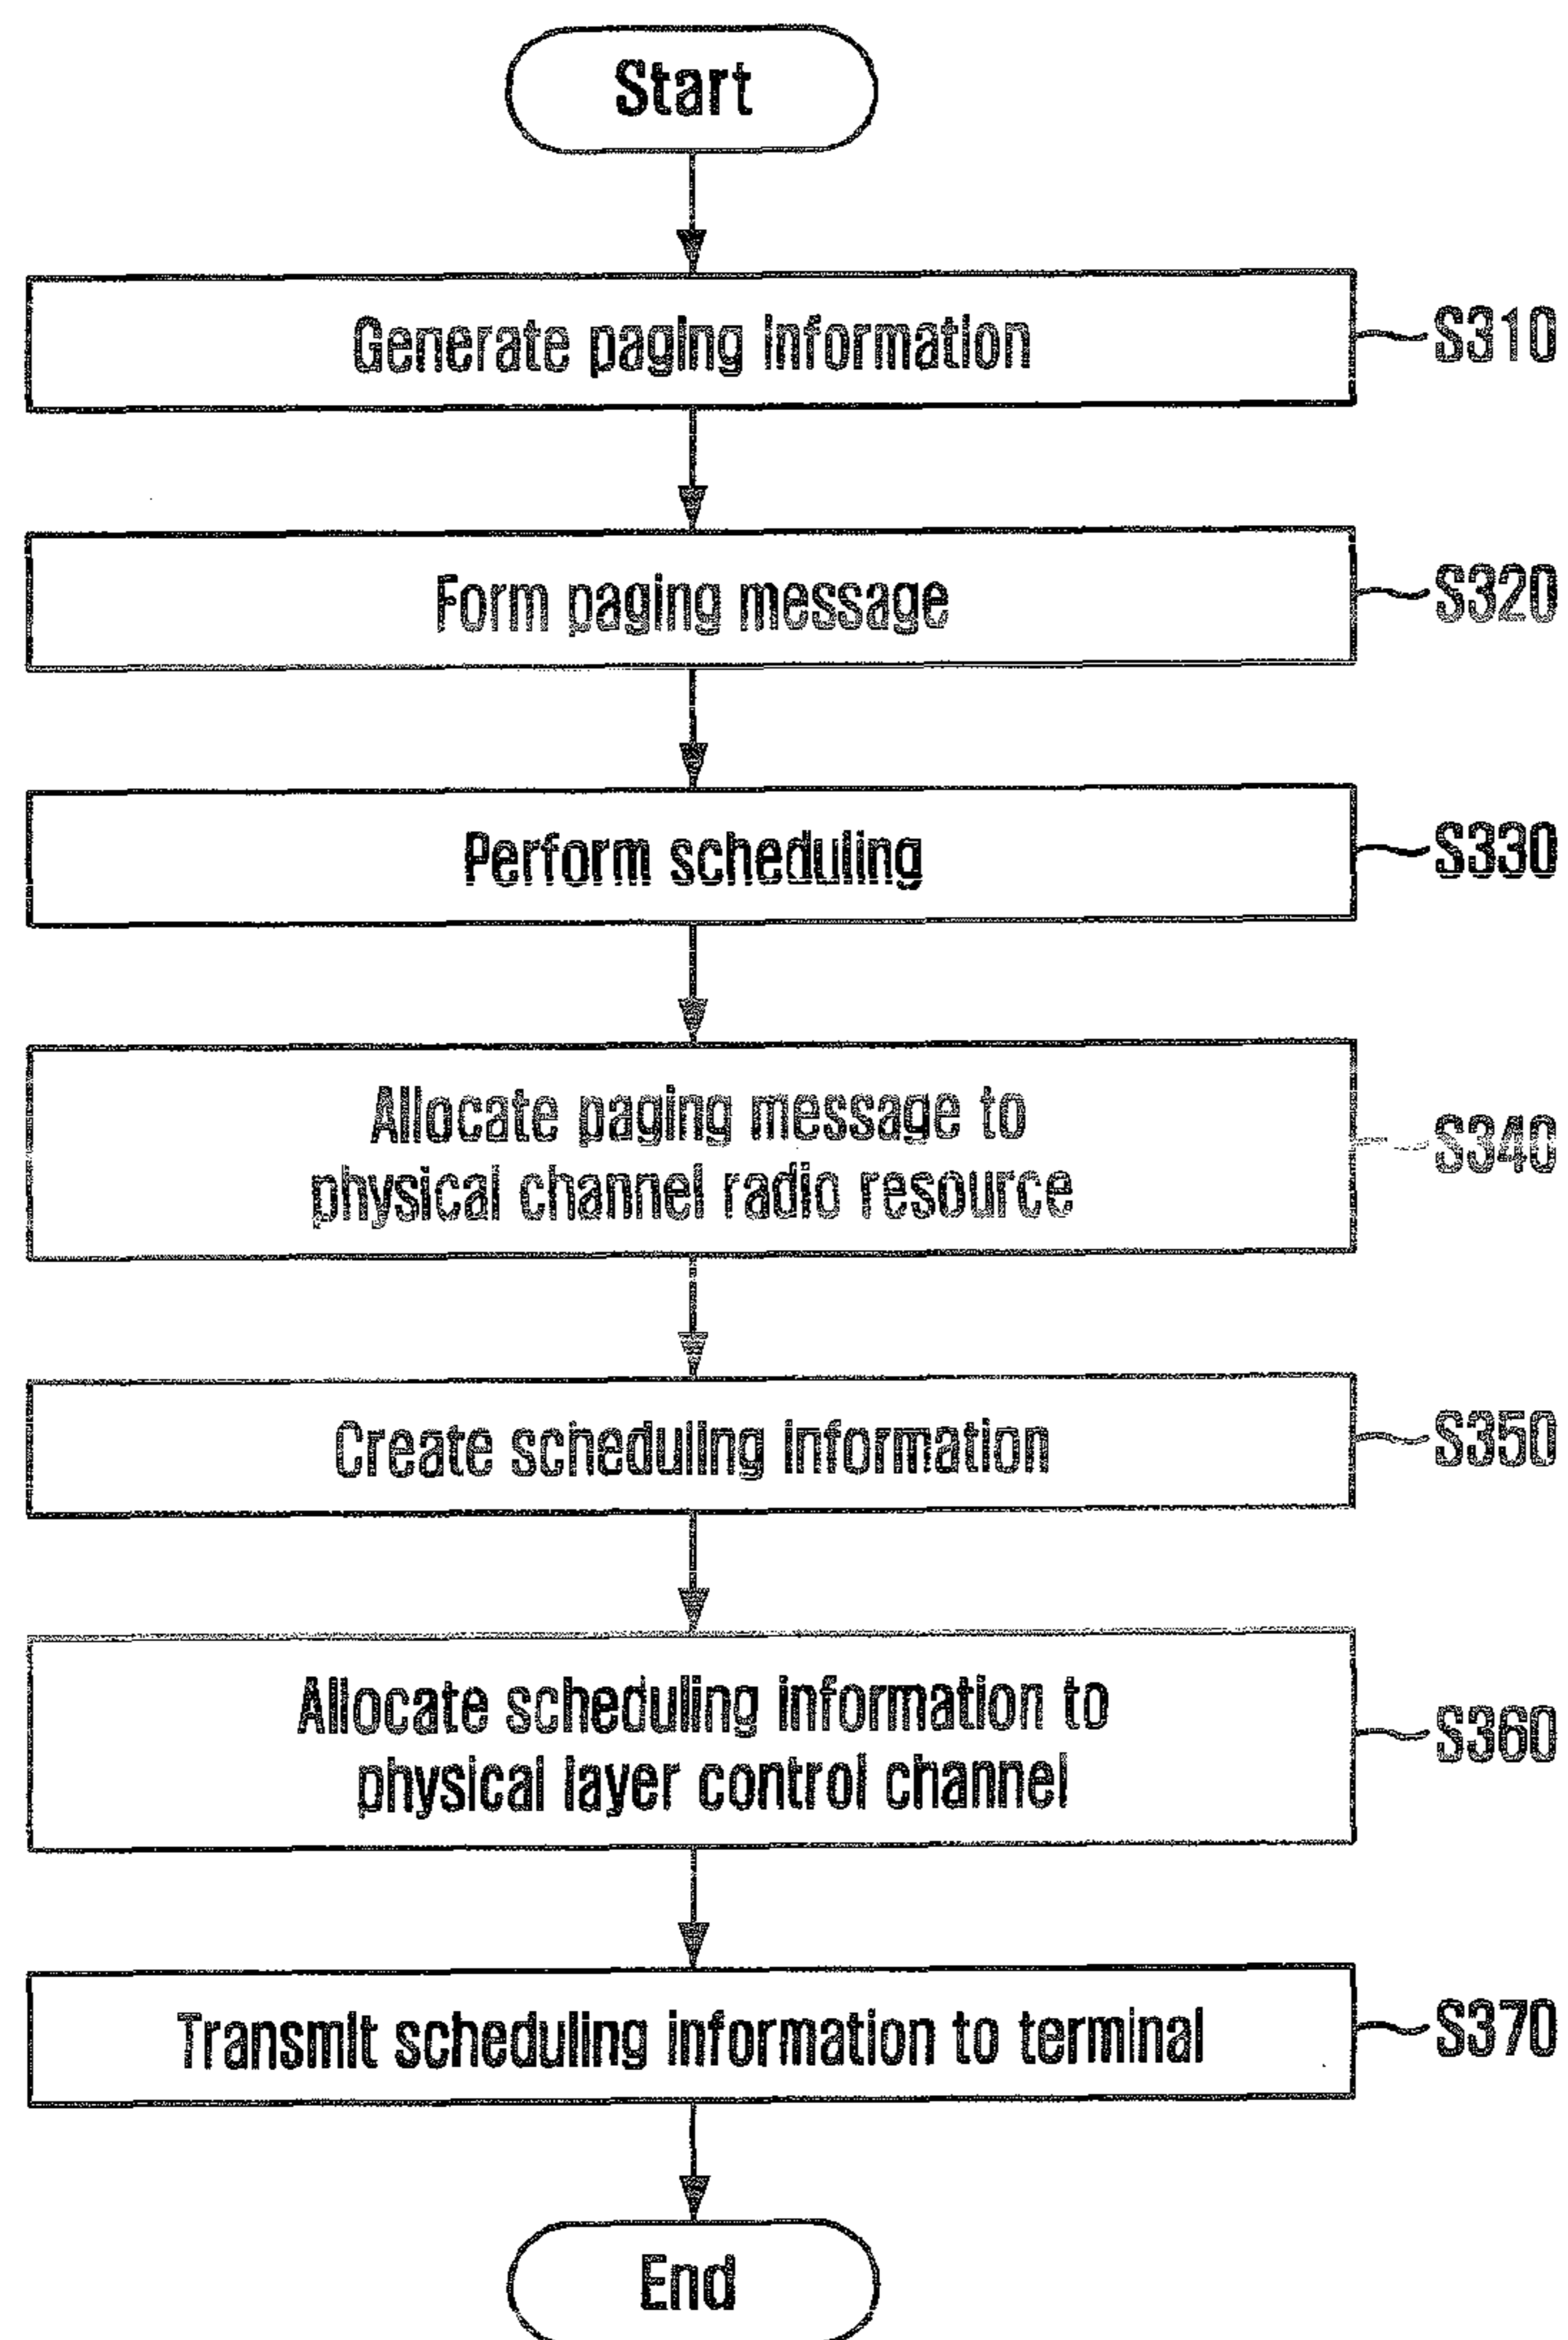 Start
Generate paging information
S310
Form paging message
S320
Perform scheduling
S330
Allocate paging message to
physical channel radio resource
S340
Create scheduling information
S350
Allocate scheduling information to
physical layer control channel
S360
Transmit scheduling information to terminal
S370
End